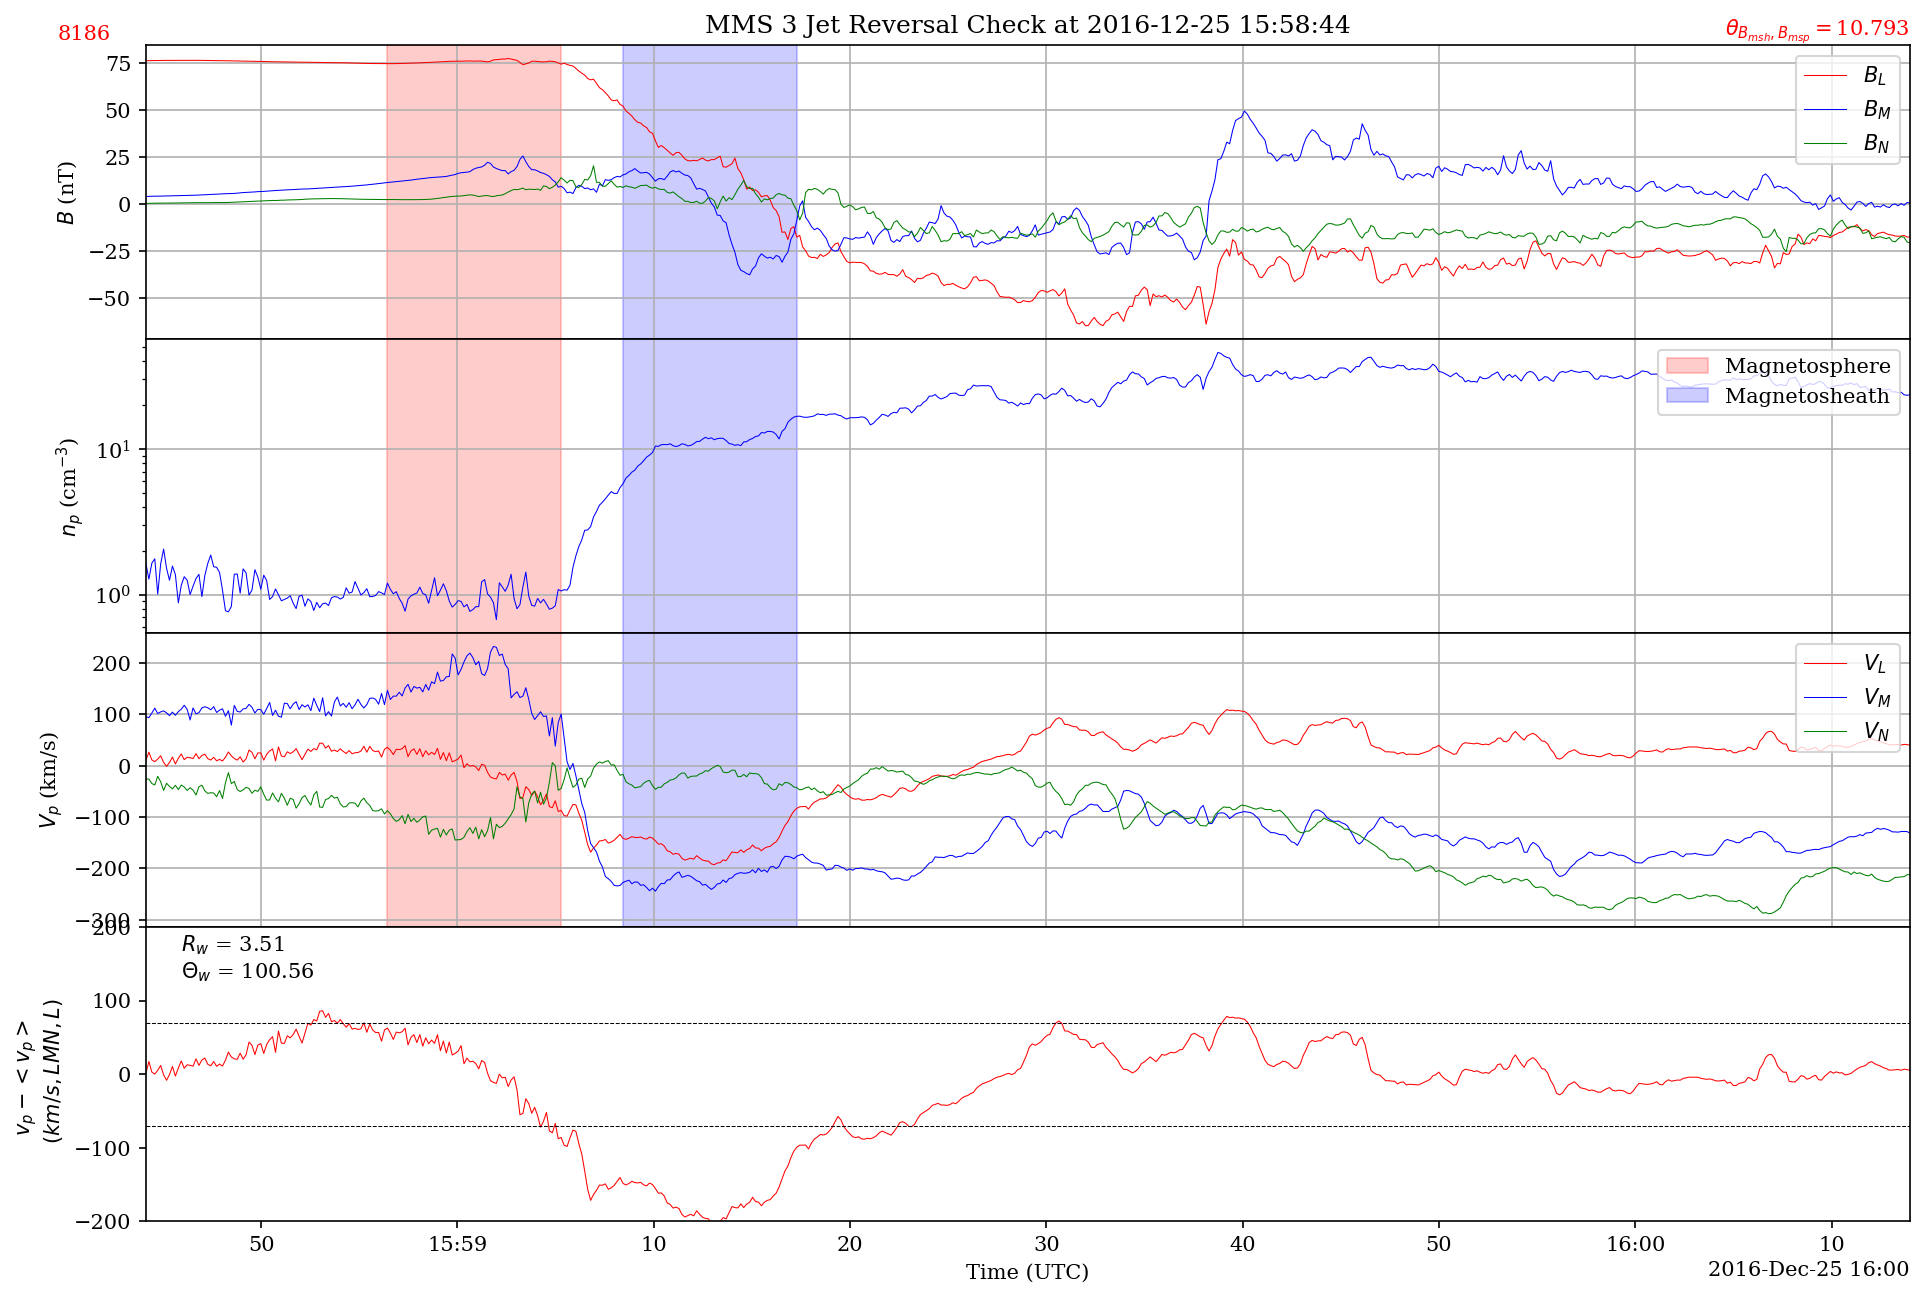 8186
MMS 3 Jet Reversal Check at 2016-12-25 15:58:44
θ_{B_{msh}, B_{msp}} = 10.793
75
50
25
0
−25
−50
B (nT)
B_L
B_M
B_N
10^1
10^0
n_p (cm^{−3})
Magnetosphere
Magnetosheath
200
100
0
−100
−200
−300
V_p (km/s)
V_L
V_M
V_N
200
100
0
−100
−200
v_p − < v_p >
(km/s, LMN, L)
R_w = 3.51
Θ_w = 100.56
50
15:59
10
20
30
40
50
16:00
10
Time (UTC)
2016-Dec-25 16:00